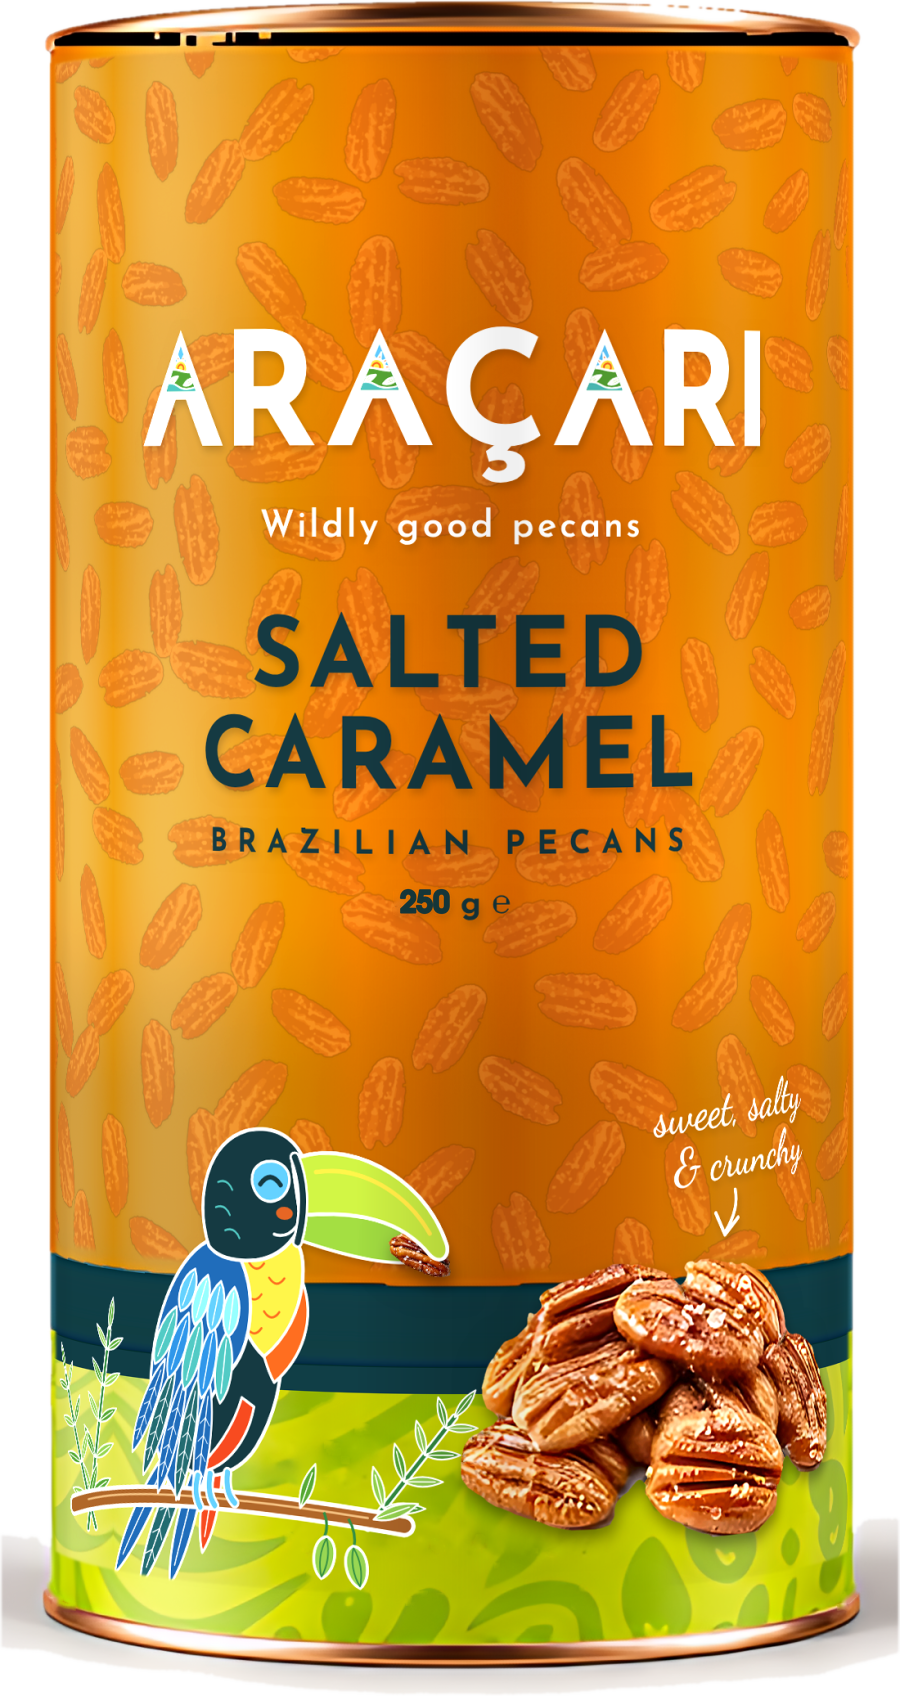 ARAÇARI
Wildly good pecans
SALTED
CARAMEL
BRAZILIAN PECANS
250 g ℮
sweet, salty
& crunchy